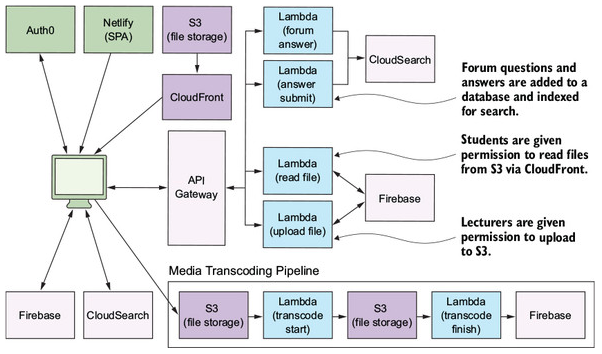 Auth0
Netlify
(SPA)
S3
(file storage)
Lambda
(forum
answer)
CloudFront
Lambda
(answer
submit)
CloudSearch
Forum questions and
answers are added to a
database and indexed
for search.
API
Gateway
Lambda
(read file)
Students are given
permission to read files
from S3 via CloudFront.
Firebase
Lambda
(upload file)
Lecturers are given
permission to upload
to S3.
Firebase
CloudSearch
Media Transcoding Pipeline
S3
(file storage)
Lambda
(transcode
start)
S3
(file storage)
Lambda
(transcode
finish)
Firebase